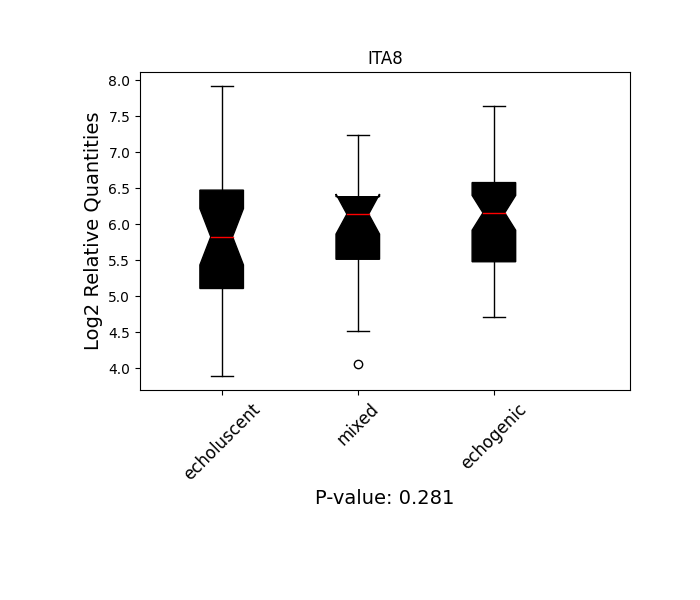 ITA8
Log2 Relative Quantities
8.0
7.5
7.0
6.5
6.0
5.5
5.0
4.5
4.0
echoluscent
mixed
echogenic
P-value: 0.281